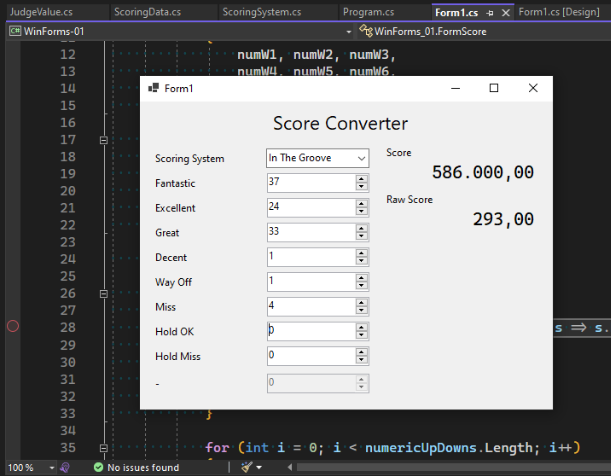 JudgeValue.cs ScoringData.cs ScoringSystem.cs Program.cs Form1.cs Form1.cs [Design]
C# WinForms-01 WinForms_01.FormScore
12 numW1, numW2, numW3,
13 numW4, numW5, numW6,
14
15
16
17
18
19
20
21
22
23
24
25
26
27
28 s => s.
29
30
31
32
33 }
34
35 for (int i = 0; i < numericUpDowns.Length; i++)
Form1
Score Converter
Scoring System In The Groove
Fantastic 37
Excellent 24
Great 33
Decent 1
Way Off 1
Miss 4
Hold OK 0
Hold Miss 0
- 0
Score
586.000,00
Raw Score
293,00
100 % No issues found